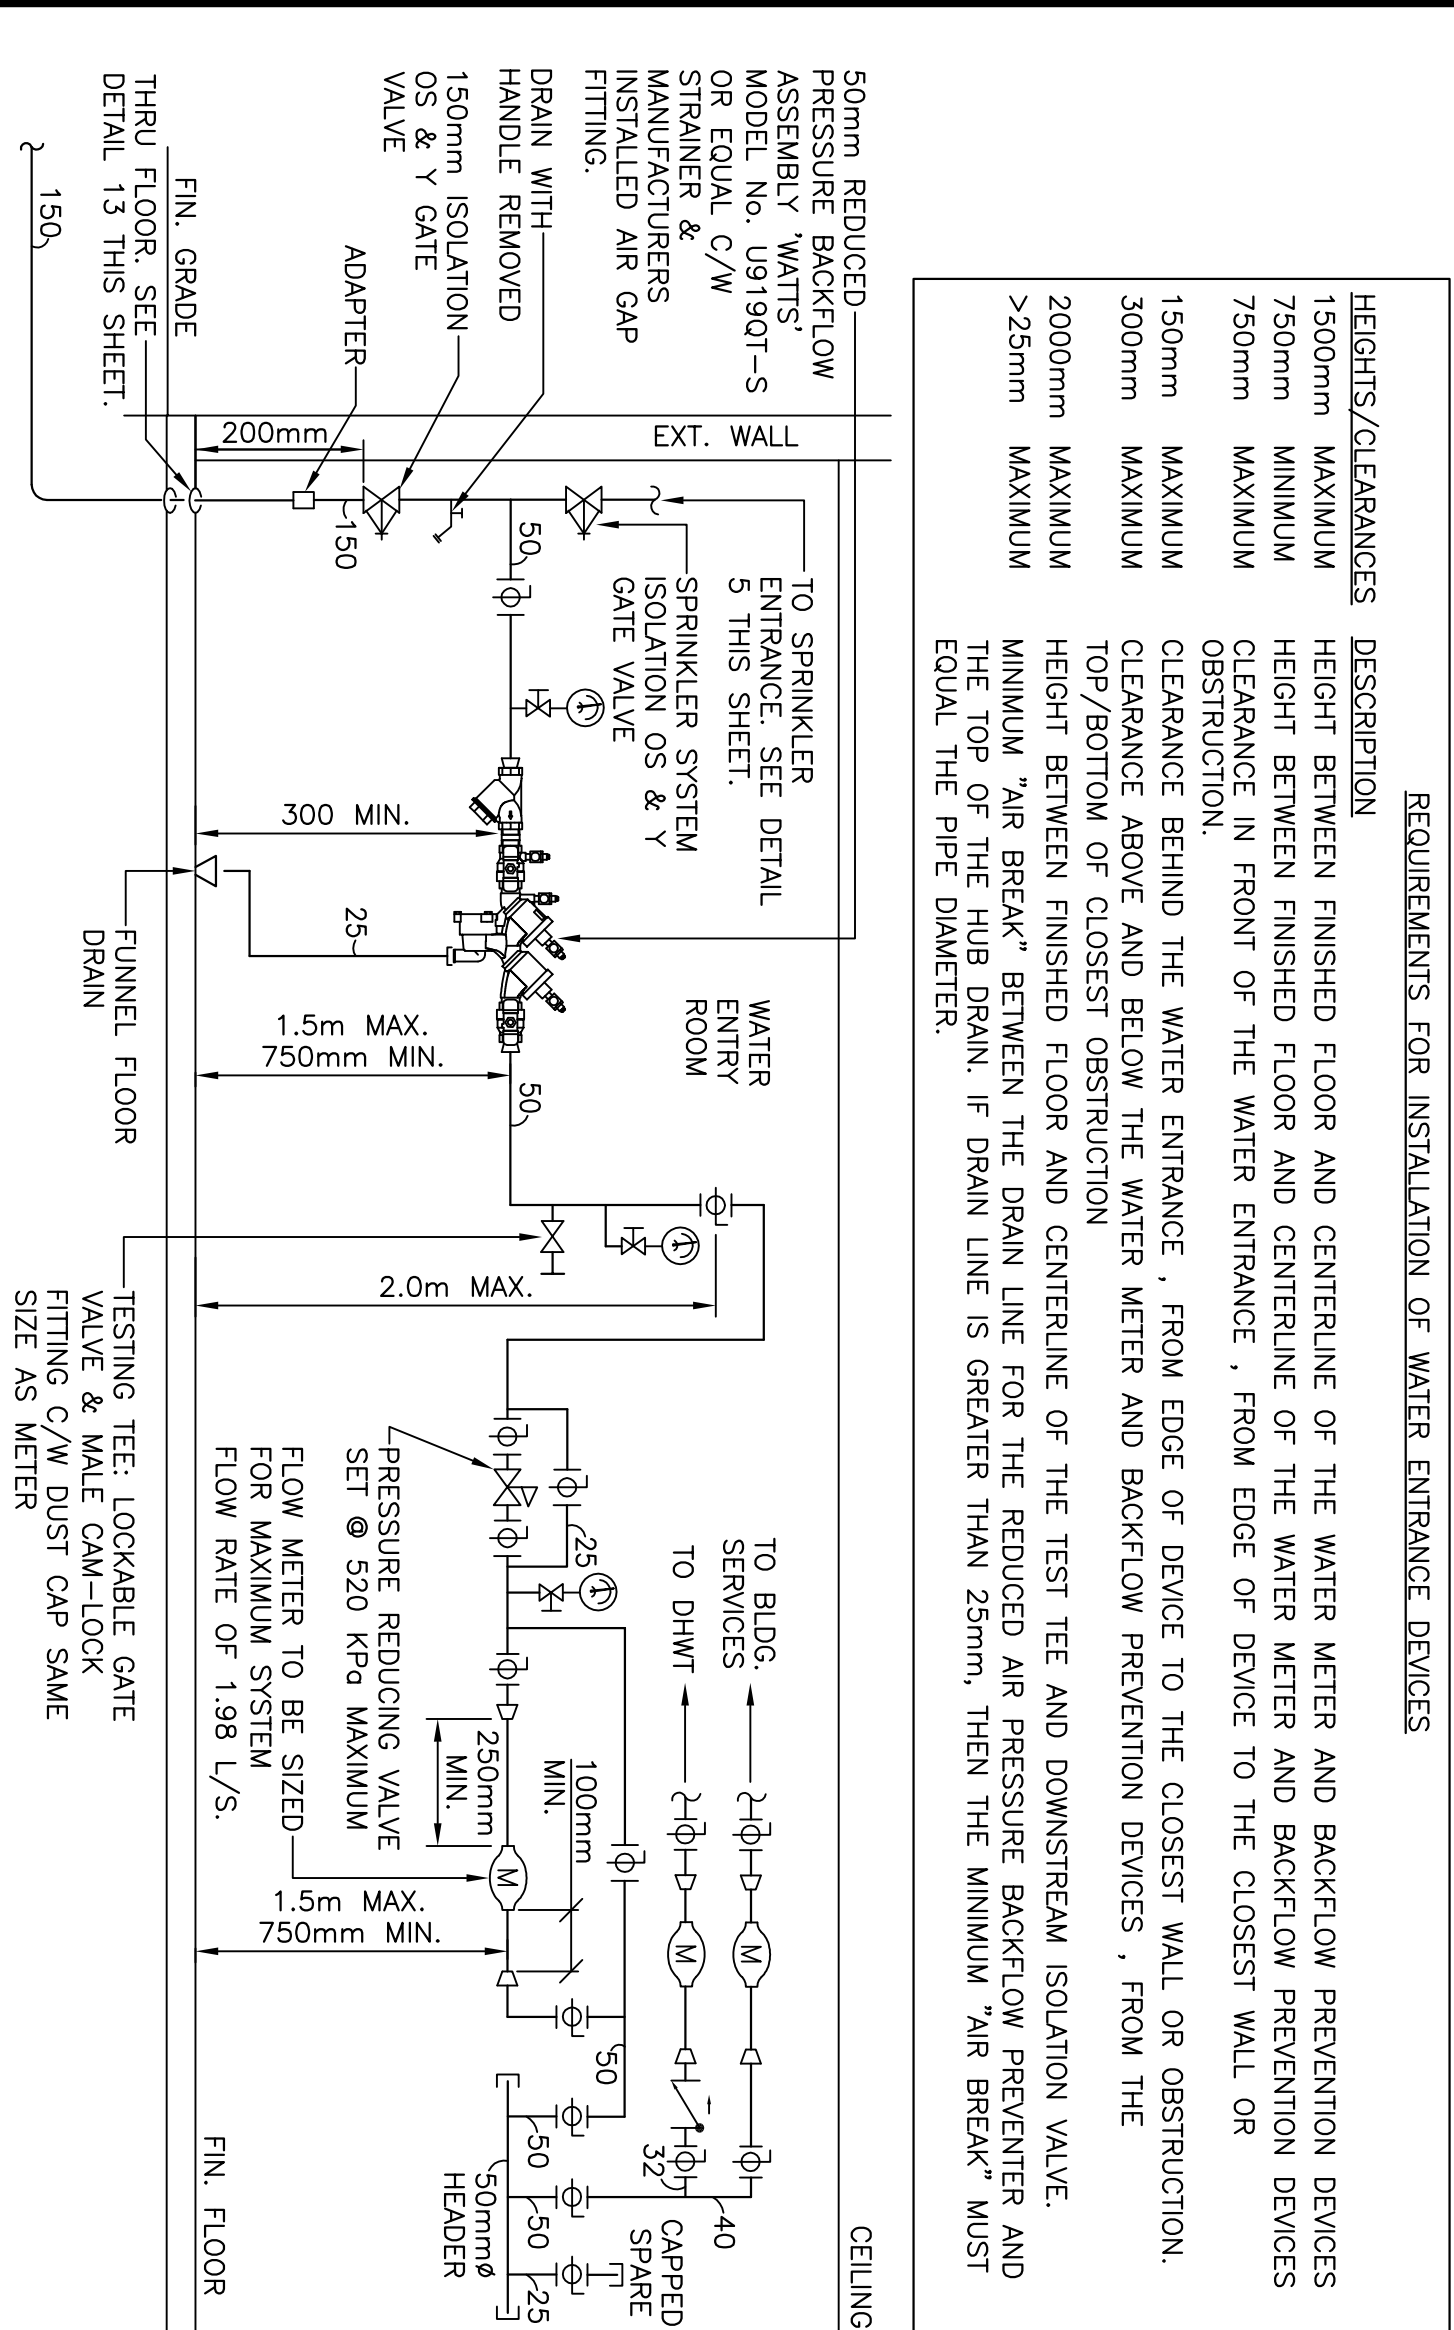 REQUIREMENTS FOR INSTALLATION OF WATER ENTRANCE DEVICES
HEIGHTS/CLEARANCES DESCRIPTION
1500mm MAXIMUM HEIGHT BETWEEN FINISHED FLOOR AND CENTERLINE OF THE WATER METER AND BACKFLOW PREVENTION DEVICES
750mm MINIMUM HEIGHT BETWEEN FINISHED FLOOR AND CENTERLINE OF THE WATER METER AND BACKFLOW PREVENTION DEVICES
750mm MAXIMUM CLEARANCE IN FRONT OF THE WATER ENTRANCE , FROM EDGE OF DEVICE TO THE CLOSEST WALL OR
OBSTRUCTION.
150mm MAXIMUM CLEARANCE BEHIND THE WATER ENTRANCE , FROM EDGE OF DEVICE TO THE CLOSEST WALL OR OBSTRUCTION.
300mm MAXIMUM CLEARANCE ABOVE AND BELOW THE WATER METER AND BACKFLOW PREVENTION DEVICES , FROM THE
TOP/BOTTOM OF CLOSEST OBSTRUCTION
2000mm MAXIMUM HEIGHT BETWEEN FINISHED FLOOR AND CENTERLINE OF THE TEST TEE AND DOWNSTREAM ISOLATION VALVE.
>25mm MAXIMUM MINIMUM "AIR BREAK" BETWEEN THE DRAIN LINE FOR THE REDUCED AIR PRESSURE BACKFLOW PREVENTER AND
THE TOP OF THE HUB DRAIN. IF DRAIN LINE IS GREATER THAN 25mm, THEN THE MINIMUM "AIR BREAK" MUST
EQUAL THE PIPE DIAMETER.
50mm REDUCED
PRESSURE BACKFLOW
ASSEMBLY 'WATTS'
MODEL No. U919QT-S
OR EQUAL C/W
STRAINER &
MANUFACTURERS
INSTALLED AIR GAP
FITTING.
DRAIN WITH
HANDLE REMOVED
150mm ISOLATION
OS & Y GATE
VALVE
ADAPTER
FIN. GRADE
THRU FLOOR. SEE
DETAIL 13 THIS SHEET.
150
EXT. WALL
200mm
150
50
TO SPRINKLER
ENTRANCE. SEE DETAIL
5 THIS SHEET.
SPRINKLER SYSTEM
ISOLATION OS & Y
GATE VALVE
300 MIN.
25
FUNNEL FLOOR
DRAIN
WATER
ENTRY
ROOM
1.5m MAX.
750mm MIN.
50
2.0m MAX.
TESTING TEE: LOCKABLE GATE
VALVE & MALE CAM-LOCK
FITTING C/W DUST CAP SAME
SIZE AS METER
25
PRESSURE REDUCING VALVE
SET @ 520 KPa MAXIMUM
FLOW METER TO BE SIZED
FOR MAXIMUM SYSTEM
FLOW RATE OF 1.98 L/S.
TO BLDG.
SERVICES
TO DHWT
250mm
MIN.
100mm
MIN.
M
M
M
1.5m MAX.
750mm MIN.
50
32
40
50
50
25
50mmø
HEADER
CAPPED
SPARE
CEILING
FIN. FLOOR